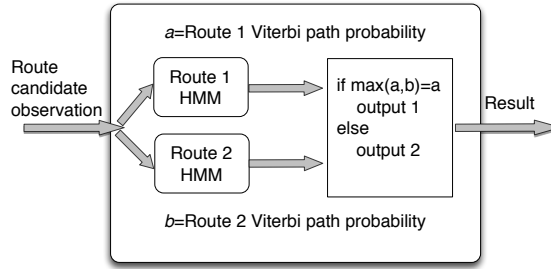 a=Route 1 Viterbi path probability
Route
candidate
observation
Route 1
HMM
Route 2
HMM
if max(a,b)=a
output 1
else
output 2
Result
b=Route 2 Viterbi path probability